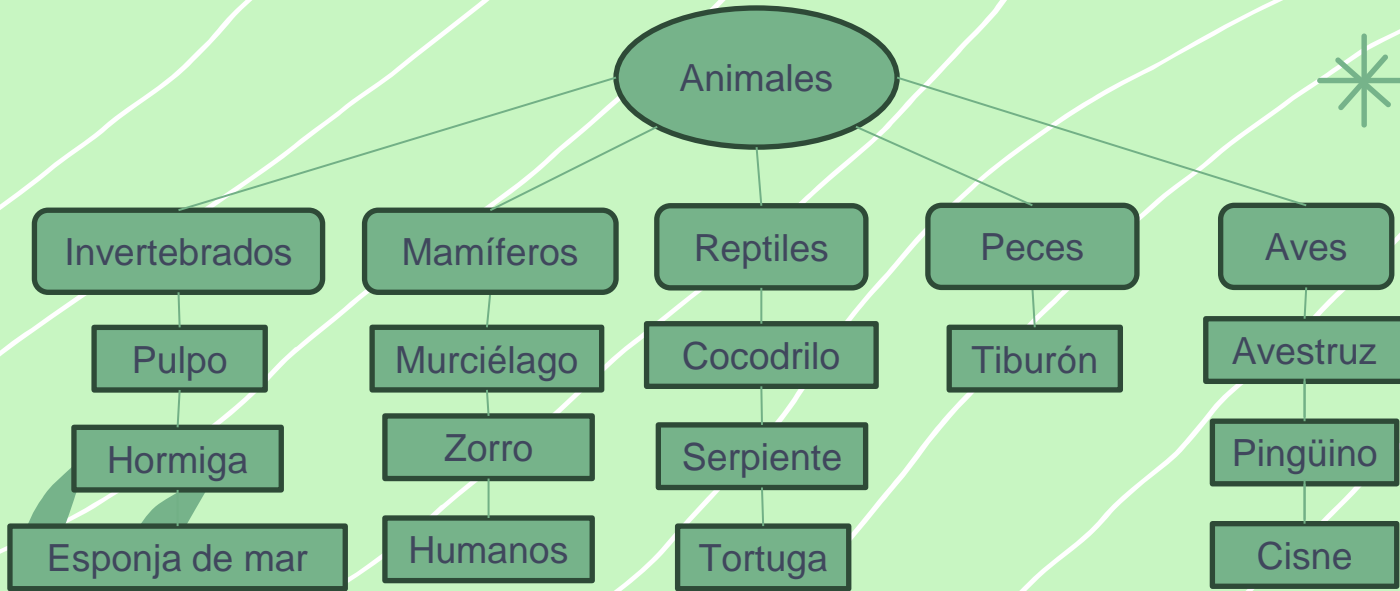 Animales
Invertebrados
Mamíferos
Reptiles
Peces
Aves
Pulpo
Murciélago
Cocodrilo
Tiburón
Avestruz
Hormiga
Zorro
Serpiente
Pingüino
Esponja de mar
Humanos
Tortuga
Cisne